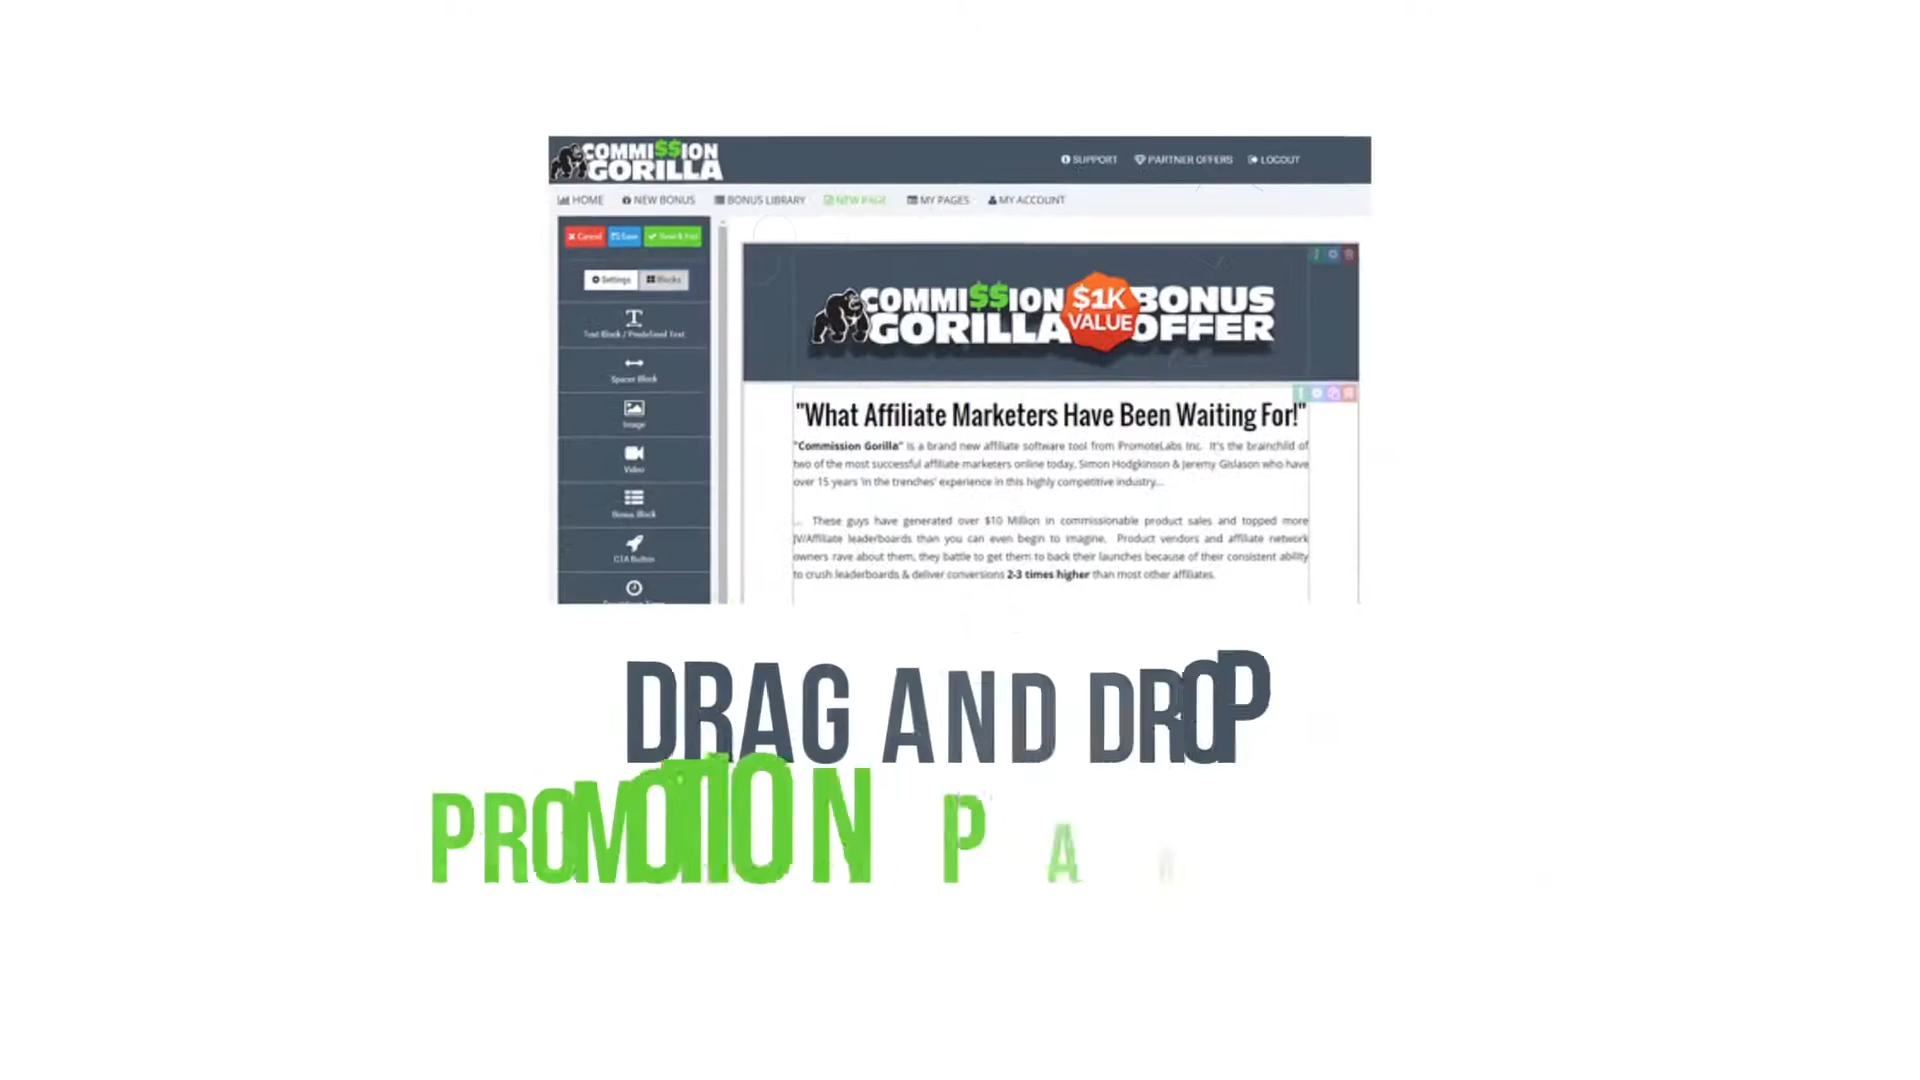 COMMI$$ION
GORILLA
SUPPORT PARTNER OFFERS LOGOUT
HOME NEW BONUS BONUS LIBRARY NEW PAGE MY PAGES MY ACCOUNT
Cancel Save Save & Exit
Settings Blocks
Text Block / Predefined Text
Spacer Block
Image
Video
Bonus Block
CTA Button
COMMI$$ION
GORILLA
$1K
VALUE
BONUS
OFFER
"What Affiliate Marketers Have Been Waiting For!"
"Commission Gorilla" is a brand new affiliate software tool from PromoteLabs Inc. It's the brainchild of
two of the most successful affiliate marketers online today, Simon Hodgkinson & Jeremy Gislason who have
over 15 years 'in the trenches' experience in this highly competitive industry...
... These guys have generated over $10 Million in commissionable product sales and topped more
JV/Affiliate leaderboards than you can even begin to imagine. Product vendors and affiliate network
owners rave about them, they battle to get them to back their launches because of their consistent ability
to crush leaderboards & deliver conversions 2-3 times higher than most other affiliates.
DRAG AND DROP
PROMOTION PA